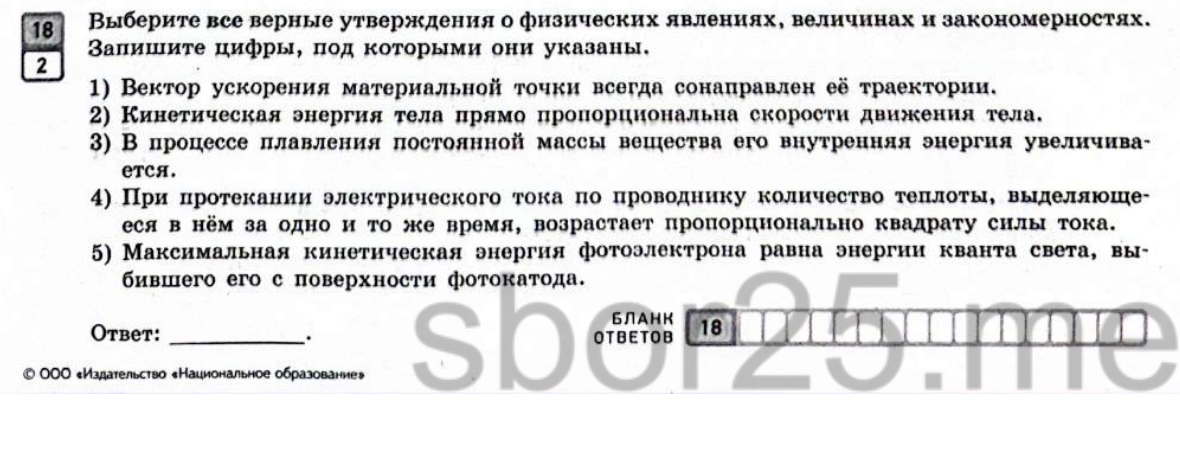 18 Выберите все верные утверждения о физических явлениях, величинах и закономерностях.
2 Запишите цифры, под которыми они указаны.
1) Вектор ускорения материальной точки всегда сонаправлен её траектории.
2) Кинетическая энергия тела прямо пропорциональна скорости движения тела.
3) В процессе плавления постоянной массы вещества его внутренняя энергия увеличива-
ется.
4) При протекании электрического тока по проводнику количество теплоты, выделяюще-
еся в нём за одно и то же время, возрастает пропорционально квадрату силы тока.
5) Максимальная кинетическая энергия фотоэлектрона равна энергии кванта света, вы-
бившего его с поверхности фотокатода.
Ответ: ____________.
БЛАНК
ОТВЕТОВ
18
© ООО «Издательство «Национальное образование»
sbor25.me